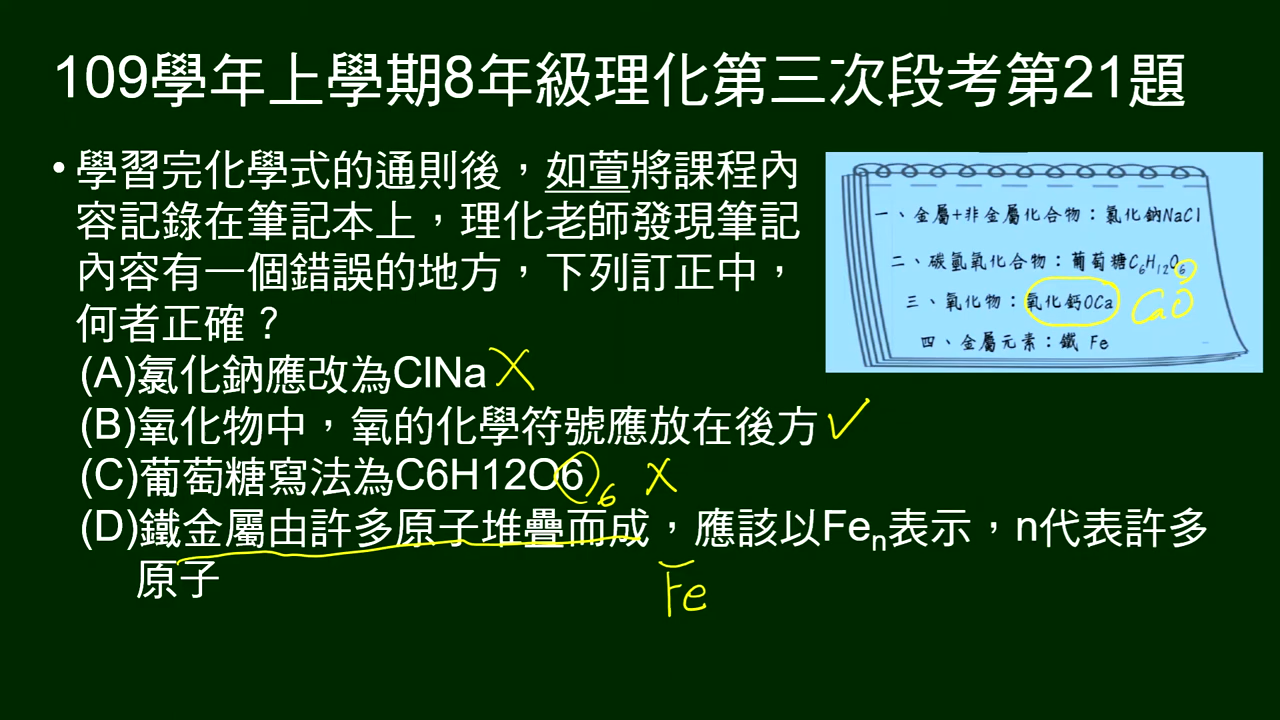 109學年上學期8年級理化第三次段考第21題
• 學習完化學式的通則後，如萱將課程內
容記錄在筆記本上，理化老師發現筆記
內容有一個錯誤的地方，下列訂正中，
何者正確？
(A)氯化鈉應改為ClNa X
(B)氧化物中，氧的化學符號應放在後方 ✓
(C)葡萄糖寫法為C6H12O6 6 X
(D)鐵金屬由許多原子堆疊而成，應該以Feₙ表示，n代表許多
原子
Fe
一、金屬+非金屬化合物：氯化鈉NaCl
二、碳氫氧化合物：葡萄糖C₆H₁₂O₆
三、氧化物：氧化鈣OCa CaO
四、金屬元素：鐵 Fe